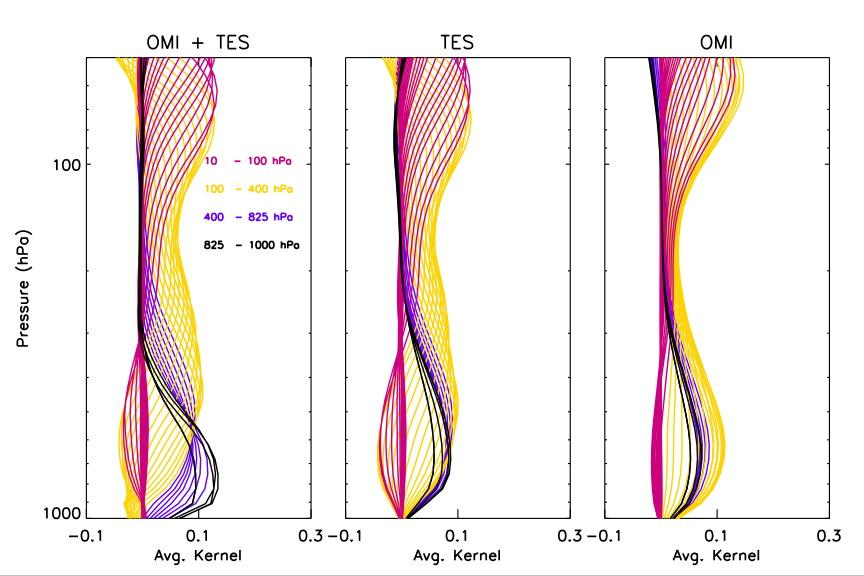 OMI + TES
TES
OMI
100
1000
Pressure (hPa)
10 - 100 hPa
100 - 400 hPa
400 - 825 hPa
825 - 1000 hPa
-0.1 0.1 0.3
-0.1 0.1 0.3
-0.1 0.1 0.3
Avg. Kernel
Avg. Kernel
Avg. Kernel